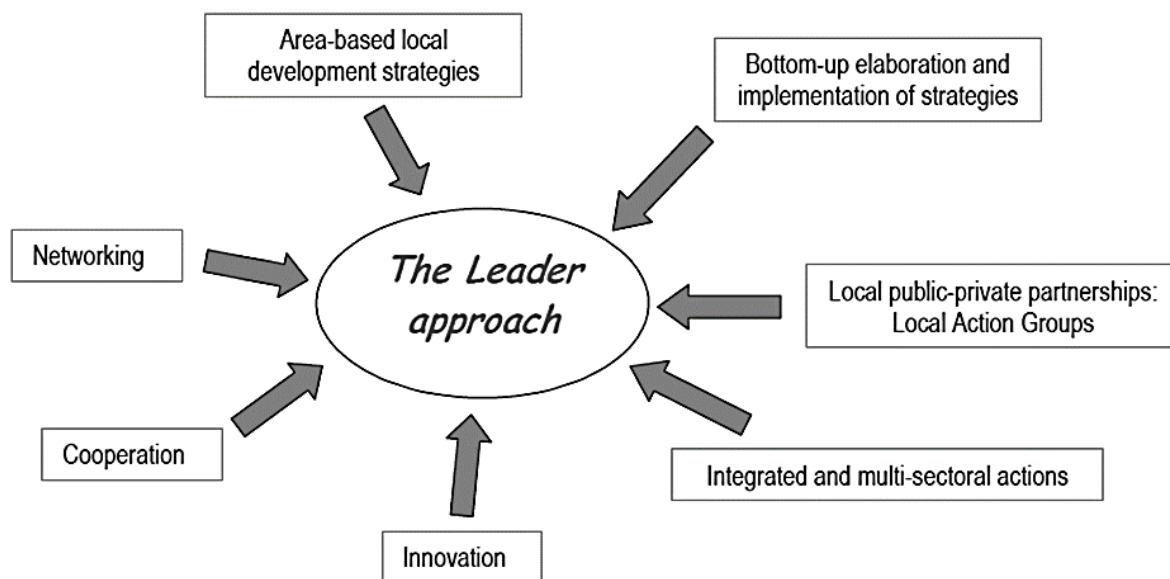 Area-based local
development strategies
Bottom-up elaboration and
implementation of strategies
Networking
The Leader
approach
Local public-private partnerships:
Local Action Groups
Cooperation
Integrated and multi-sectoral actions
Innovation